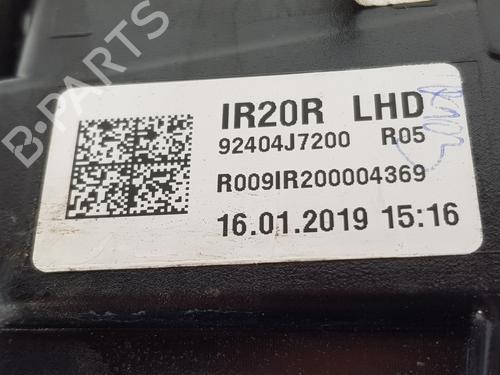 B-PARTS
IR20R LHD
92404J7200 R05
R009IR200004369
16.01.2019 15:16